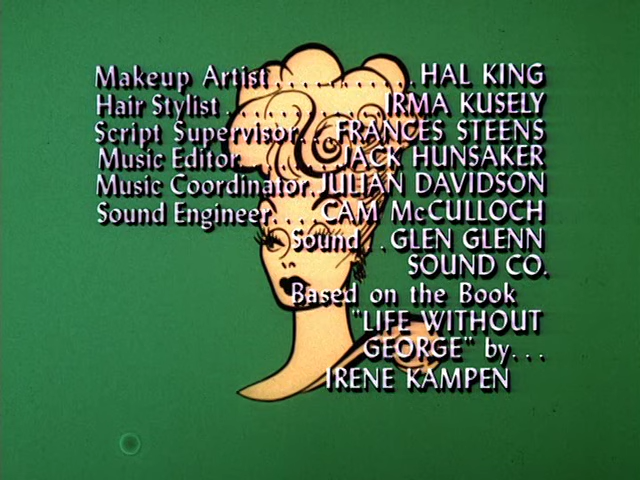 Makeup Artist . . . . . . . . . . . HAL KING
Hair Stylist . . . . . . . . . . IRMA KUSELY
Script Supervisor. . . FRANCES STEENS
Music Editor. . . . . . . JACK HUNSAKER
Music Coordinator. . JULIAN DAVIDSON
Sound Engineer. . . . CAM McCULLOCH
Sound . . GLEN GLENN
SOUND CO.
Based on the Book
"LIFE WITHOUT
GEORGE" by. . .
IRENE KAMPEN